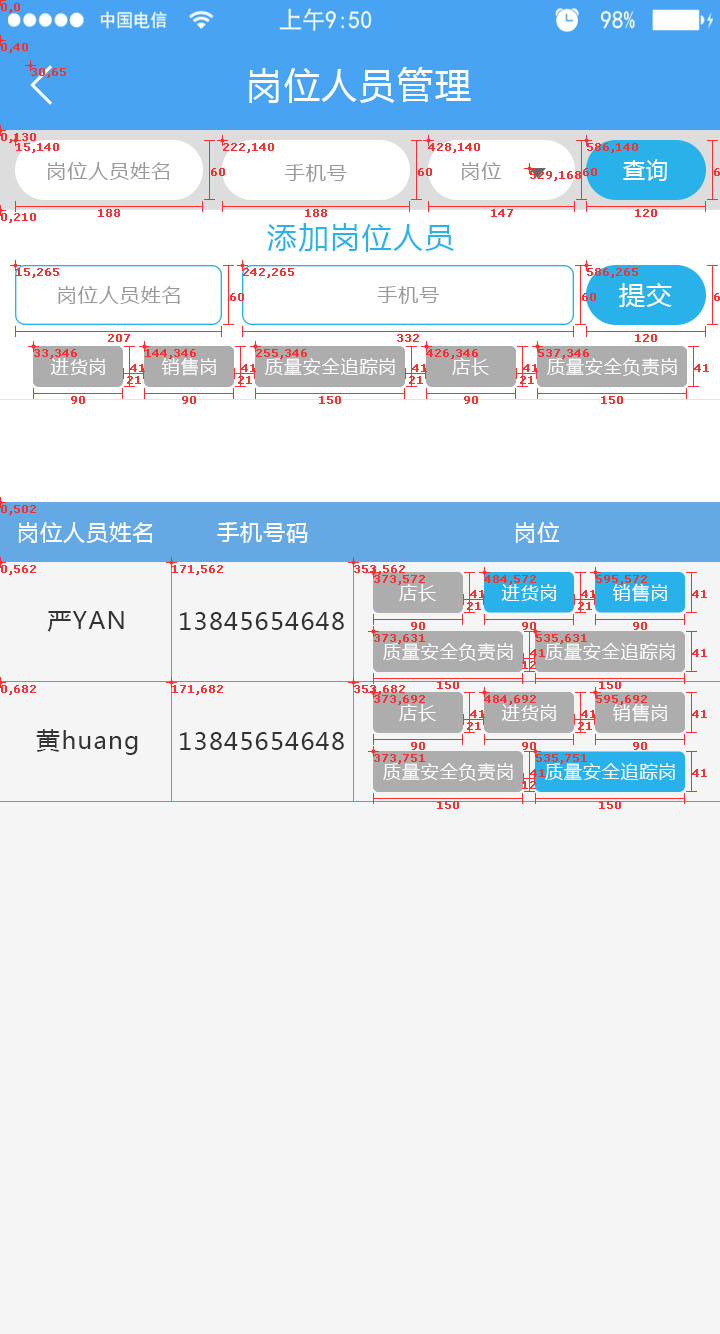 0,0
中国电信 上午9:50 98%
0,40
30,65
岗位人员管理
0,130
15,140 222,140 428,140 586,140
岗位人员姓名 60 手机号 60 岗位 529,168 60 查询 6
188 188 147 120
0,210
添加岗位人员
15,265 242,265 586,265
岗位人员姓名 60 手机号 60 提交 6
207 332 120
33,346 144,346 255,346 426,346 537,346
进货岗 41 销售岗 41 质量安全追踪岗 41 店长 41 质量安全负责岗 41
21 21 21 21
90 90 150 90 150
0,502
岗位人员姓名 手机号码 岗位
0,562 171,562 353,562
373,572 484,572 595,572
店长 41 进货岗 41 销售岗 41
21 21
严YAN 13845654648
90 90 90
373,631 535,631
质量安全负责岗 41 质量安全追踪岗 41
12
150 150
0,682 171,682 353,682
373,692 484,692 595,692
店长 41 进货岗 41 销售岗 41
21 21
黄huang 13845654648
90 90 90
373,751 535,751
质量安全负责岗 41 质量安全追踪岗 41
12
150 150